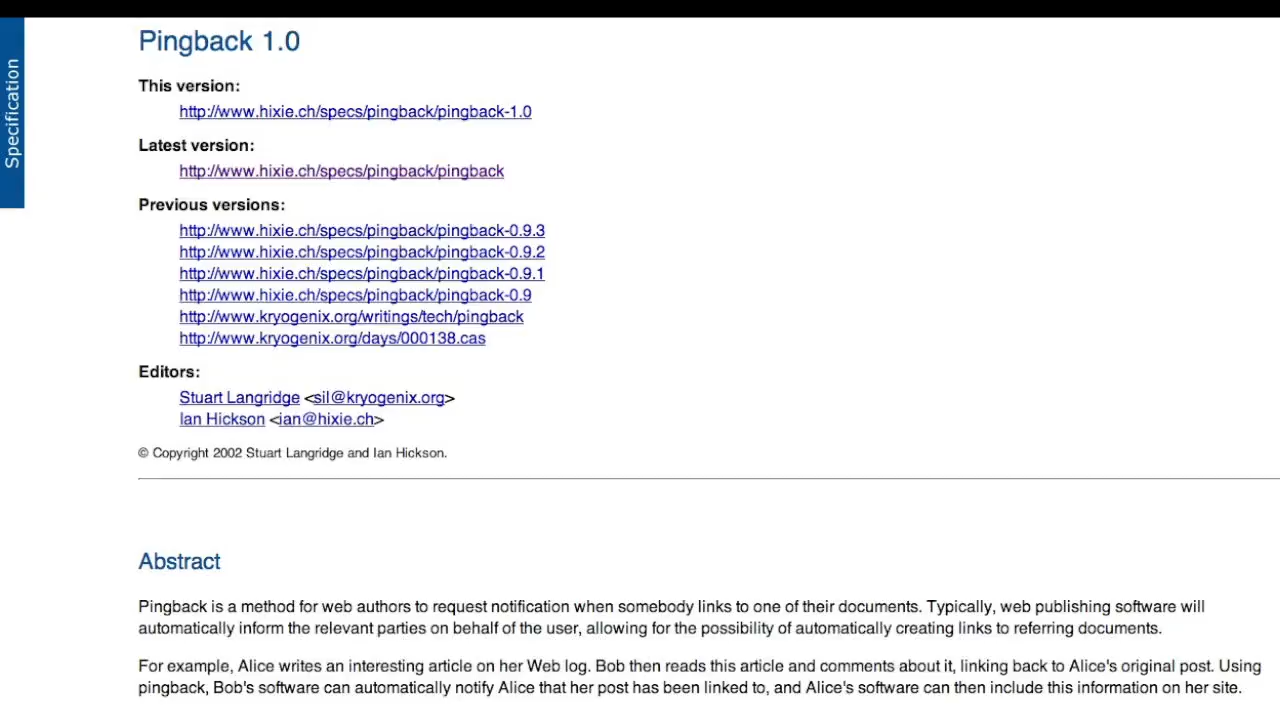 Specification
Pingback 1.0
This version:
http://www.hixie.ch/specs/pingback/pingback-1.0
Latest version:
http://www.hixie.ch/specs/pingback/pingback
Previous versions:
http://www.hixie.ch/specs/pingback/pingback-0.9.3
http://www.hixie.ch/specs/pingback/pingback-0.9.2
http://www.hixie.ch/specs/pingback/pingback-0.9.1
http://www.hixie.ch/specs/pingback/pingback-0.9
http://www.kryogenix.org/writings/tech/pingback
http://www.kryogenix.org/days/000138.cas
Editors:
Stuart Langridge <sil@kryogenix.org>
Ian Hickson <ian@hixie.ch>
© Copyright 2002 Stuart Langridge and Ian Hickson.
Abstract
Pingback is a method for web authors to request notification when somebody links to one of their documents. Typically, web publishing software will
automatically inform the relevant parties on behalf of the user, allowing for the possibility of automatically creating links to referring documents.
For example, Alice writes an interesting article on her Web log. Bob then reads this article and comments about it, linking back to Alice's original post. Using
pingback, Bob's software can automatically notify Alice that her post has been linked to, and Alice's software can then include this information on her site.